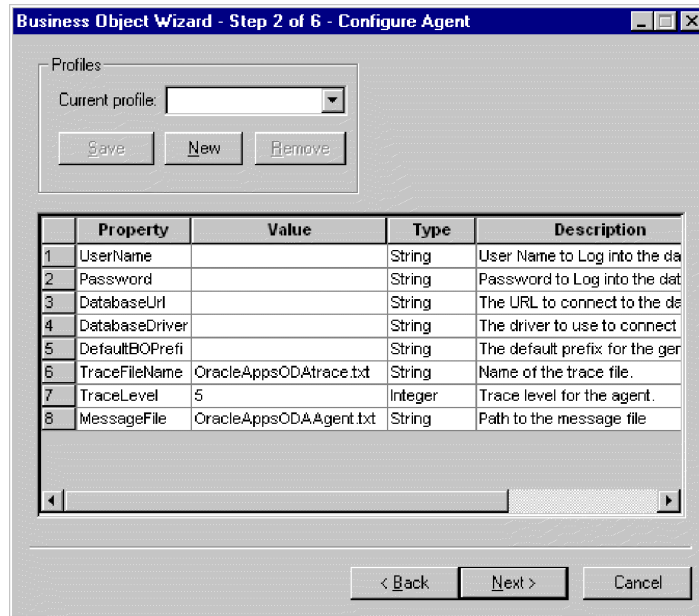 Business Object Wizard - Step 2 of 6 - Configure Agent
Profiles
Current profile:
Save New Remove
Property Value Type Description
1 UserName String User Name to Log into the da
2 Password String Password to Log into the dat
3 DatabaseUrl String The URL to connect to the da
4 DatabaseDriver String The driver to use to connect
5 DefaultBOPrefi String The default prefix for the ger
6 TraceFileName OracleAppsODAtrace.txt String Name of the trace file.
7 TraceLevel 5 Integer Trace level for the agent.
8 MessageFile OracleAppsODAAgent.txt String Path to the message file
< Back Next > Cancel